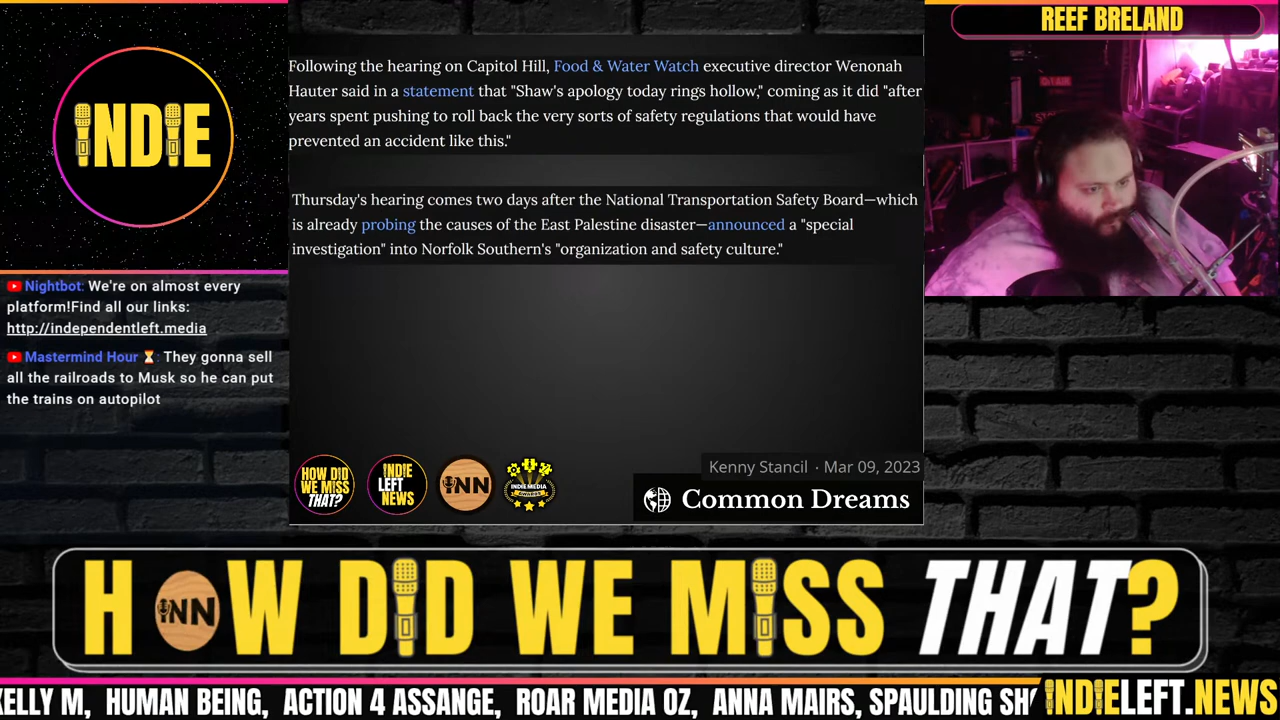 REEF BRELAND
INDIE
Following the hearing on Capitol Hill, Food & Water Watch executive director Wenonah
Hauter said in a statement that "Shaw's apology today rings hollow," coming as it did "after
years spent pushing to roll back the very sorts of safety regulations that would have
prevented an accident like this."
Thursday's hearing comes two days after the National Transportation Safety Board—which
is already probing the causes of the East Palestine disaster—announced a "special
investigation" into Norfolk Southern's "organization and safety culture."
Nightbot: We're on almost every
platform!Find all our links:
http://independentleft.media
Mastermind Hour ⏳: They gonna sell
all the railroads to Musk so he can put
the trains on autopilot
HOW DID
WE MISS
THAT?
INDIE
LEFT
NEWS
INN
INDIE MEDIA
AWARDS
Kenny Stancil · Mar 09, 2023
Common Dreams
HOW DID WE MISS THAT?
INN
KELLY M, HUMAN BEING, ACTION 4 ASSANGE, ROAR MEDIA OZ, ANNA MAIRS, SPAULDING SH
INDIELEFT.NEWS